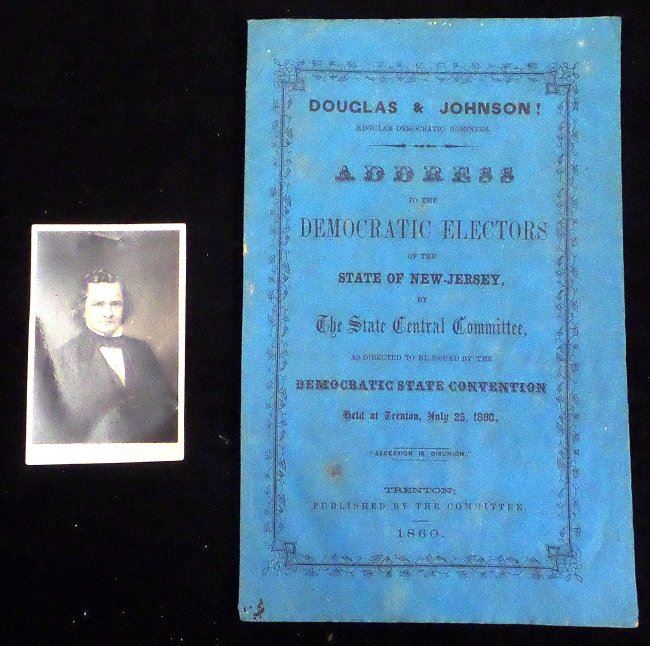 DOUGLAS & JOHNSON!
REGULAR DEMOCRATIC NOMINEES.
ADDRESS
TO THE
DEMOCRATIC ELECTORS
OF THE
STATE OF NEW-JERSEY,
BY
The State Central Committee,
AS DIRECTED TO BE ISSUED BY THE
DEMOCRATIC STATE CONVENTION
Held at Trenton, July 25, 1860.
"SECESSION IS DISUNION."
TRENTON:
PUBLISHED BY THE COMMITTEE
1860.